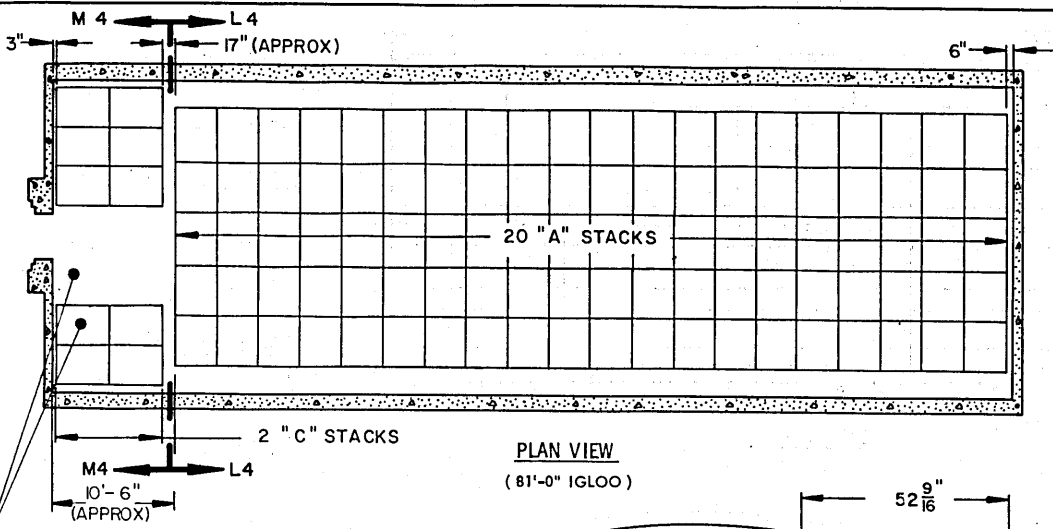 M 4 L 4
3" 17" (APPROX) 6"
20 "A" STACKS
2 "C" STACKS
M4 L4
PLAN VIEW
(81'-0" IGLOO)
10'-6"
(APPROX)
52 9/16"